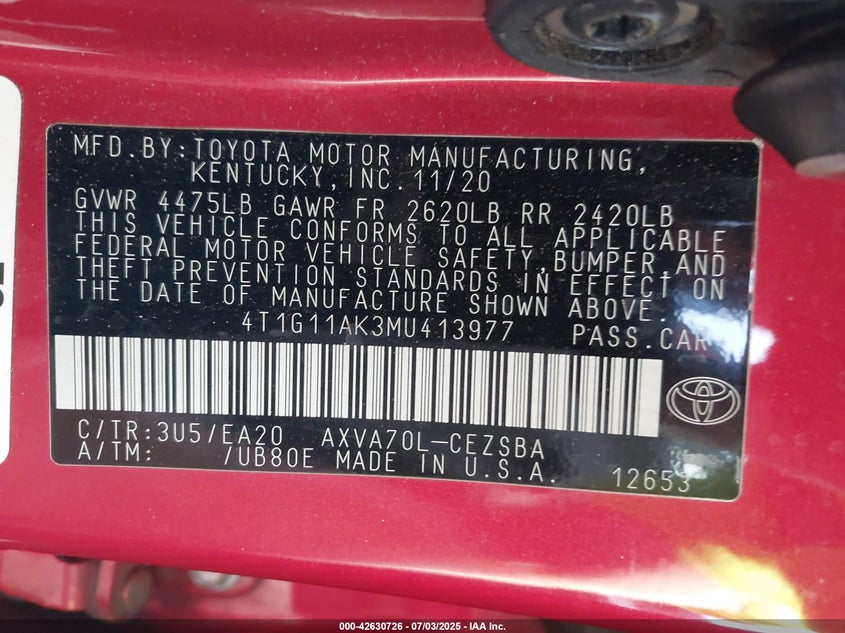 MFD.BY:TOYOTA MOTOR MANUFACTURING,
KENTUCKY,INC.11/20
GVWR 4475LB GAWR FR 2620LB RR 2420LB
THIS VEHICLE CONFORMS TO ALL APPLICABLE
FEDERAL MOTOR VEHICLE SAFETY,BUMPER,AND
THEFT PREVENTION STANDARDS IN EFFECT ON
THE DATE OF MANUFACTURE SHOWN ABOVE.
4T1G11AK3MU413977 PASS.CAR
C/TR:3U5/EA20 AXVA70L-CEZSBA
A/TM: /UB80E MADE IN U.S.A. 12653
000-42630726 - 07/03/2025 - IAA Inc.